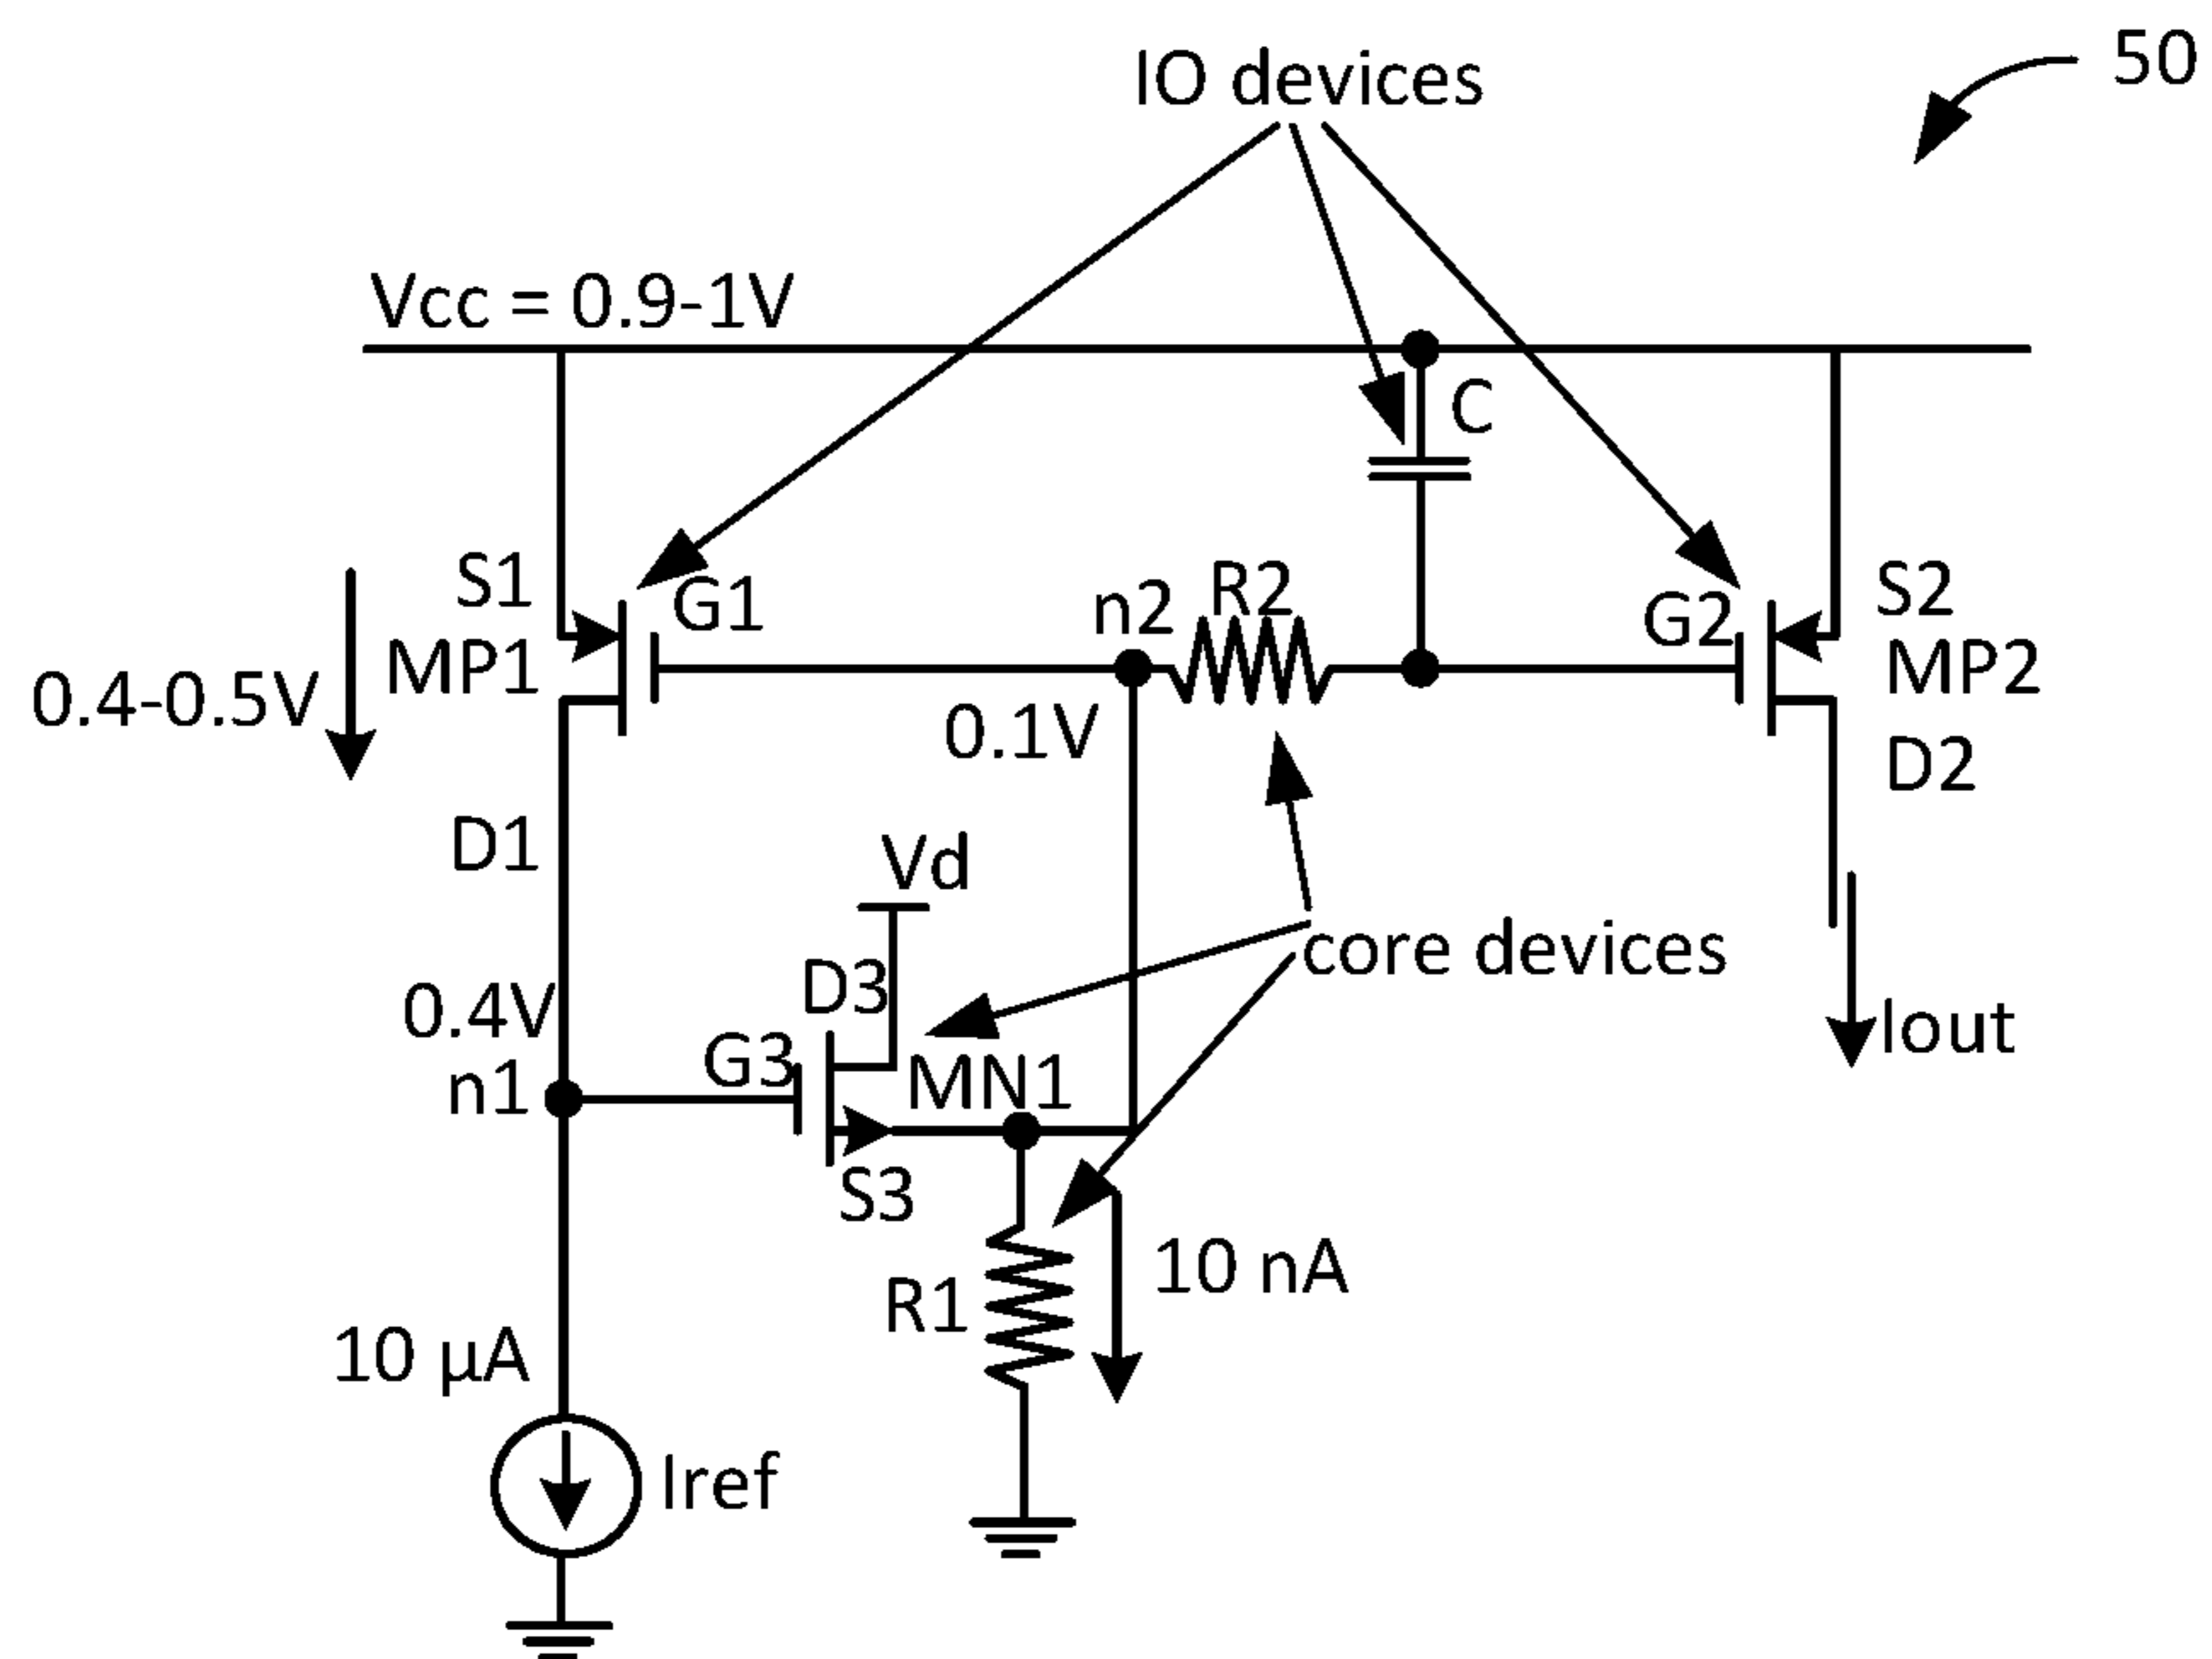 50
IO devices
Vcc = 0.9-1V
C
S1
G1
n2
R2
G2
S2
MP1
MP2
0.4-0.5V
0.1V
D2
D1
Vd
core devices
D3
0.4V
G3
MN1
Iout
n1
S3
10 nA
R1
10 µA
Iref